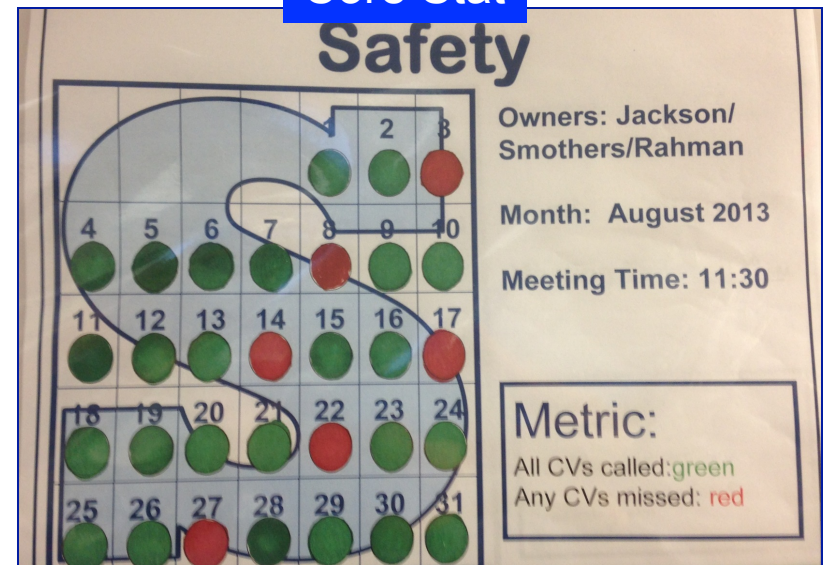 Safety
1 2 3
4 5 6 7 8 9 10
11 12 13 14 15 16 17
18 19 20 21 22 23 24
25 26 27 28 29 30 31
Owners: Jackson/
Smothers/Rahman
Month: August 2013
Meeting Time: 11:30
Metric:
All CVs called:green
Any CVs missed: red